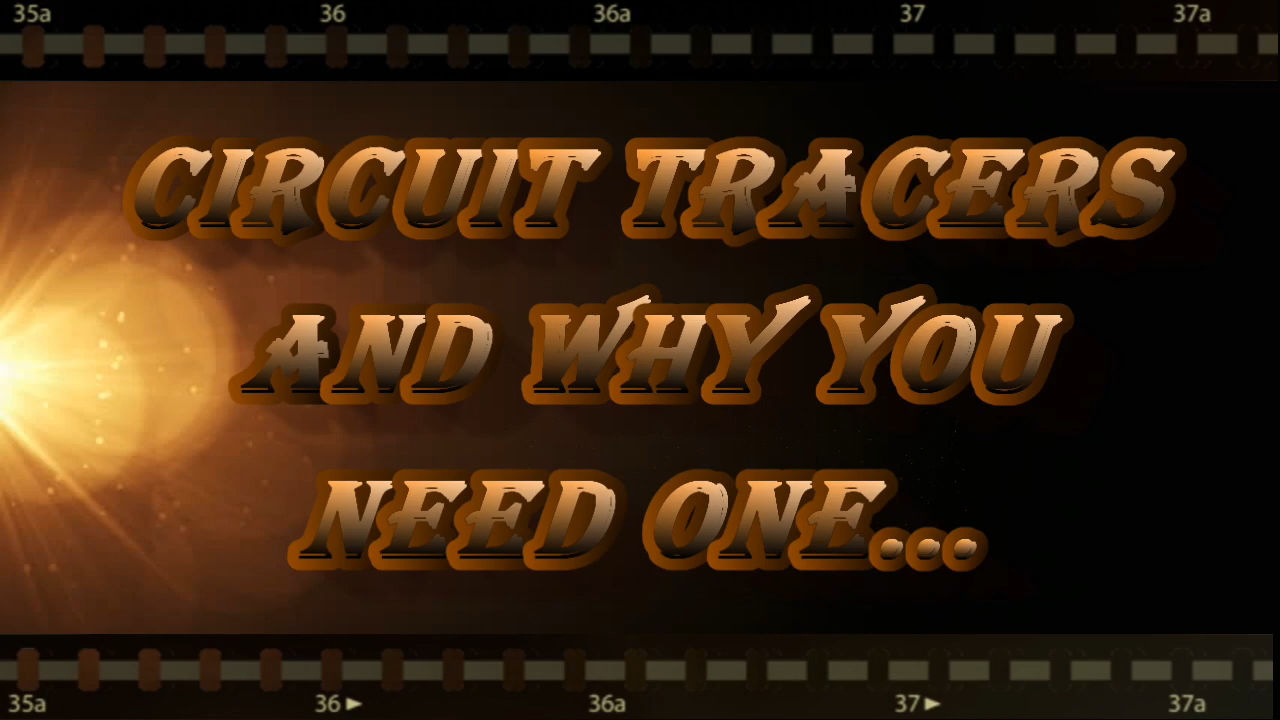 35a 36 36a 37 37a
CIRCUIT TRACERS
AND WHY YOU
NEED ONE...
35a 36► 36a 37► 37a